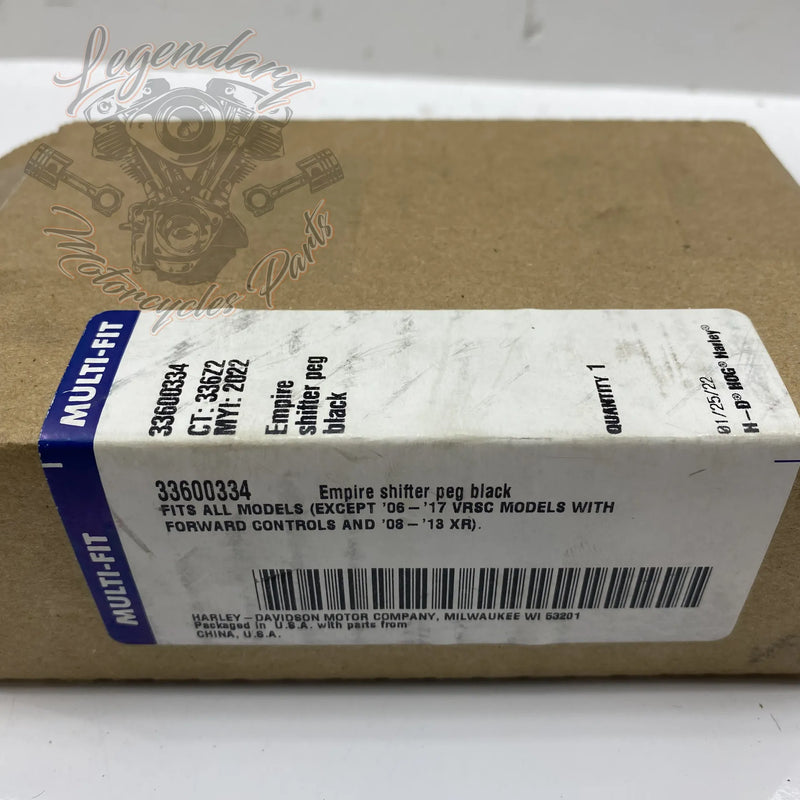 Legendary
Motorcycles Parts
MULTI-FIT
33600334
CT: 336Z2
MYI: 2022
Empire
shifter peg
black
QUANTITY 1
01/25/22
H-D® HOG® Harley®
MULTI-FIT
33600334 Empire shifter peg black
FITS ALL MODELS (EXCEPT '06-'17 VRSC MODELS WITH
FORWARD CONTROLS AND '08-'13 XR).
HARLEY-DAVIDSON MOTOR COMPANY, MILWAUKEE WI 53201
Packaged in U.S.A. with parts from
CHINA, U.S.A.